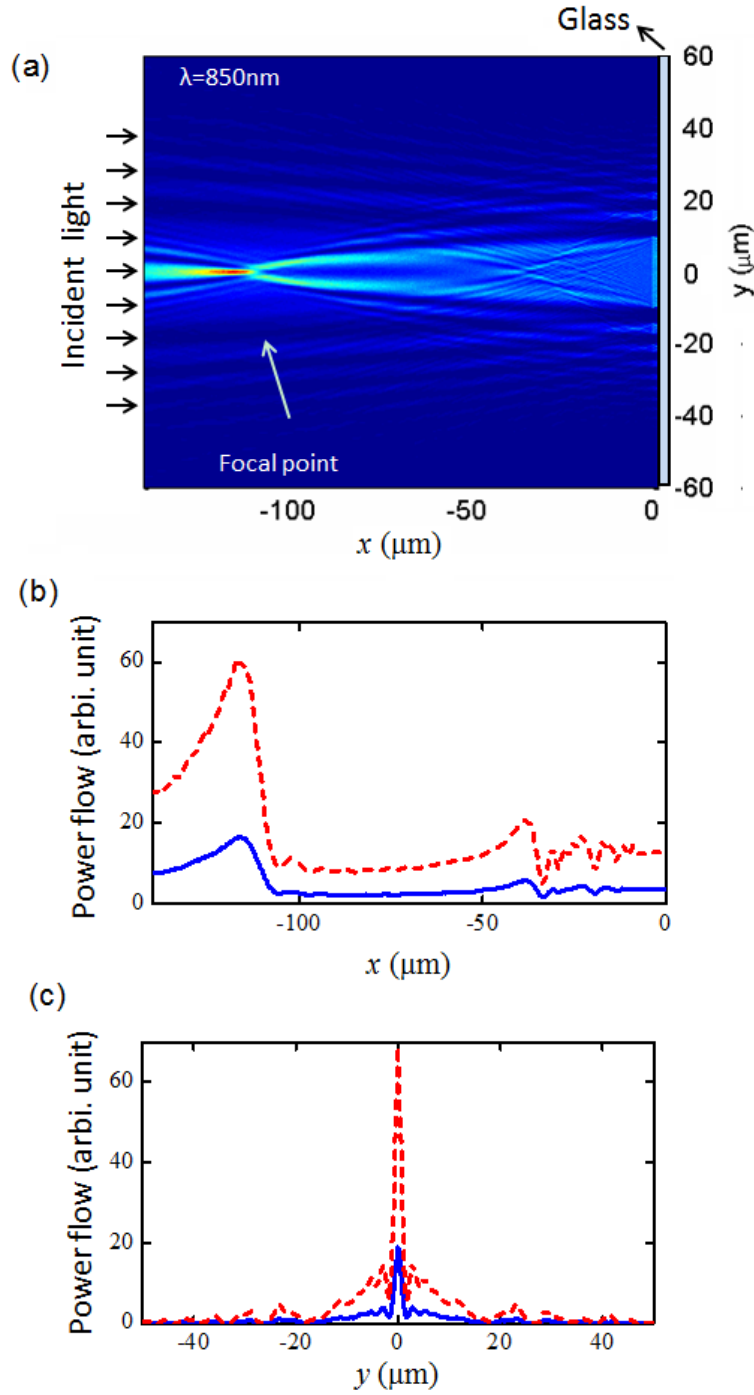 Glass
(a)
λ=850nm
60
40
20
0
-20
-40
-60
y (μm)
Incident light
Focal point
-100
-50
0
x (μm)
(b)
60
40
20
0
Power flow (arbi. unit)
-100
-50
0
x (μm)
(c)
60
40
20
0
Power flow (arbi. unit)
-40
-20
0
20
40
y (μm)